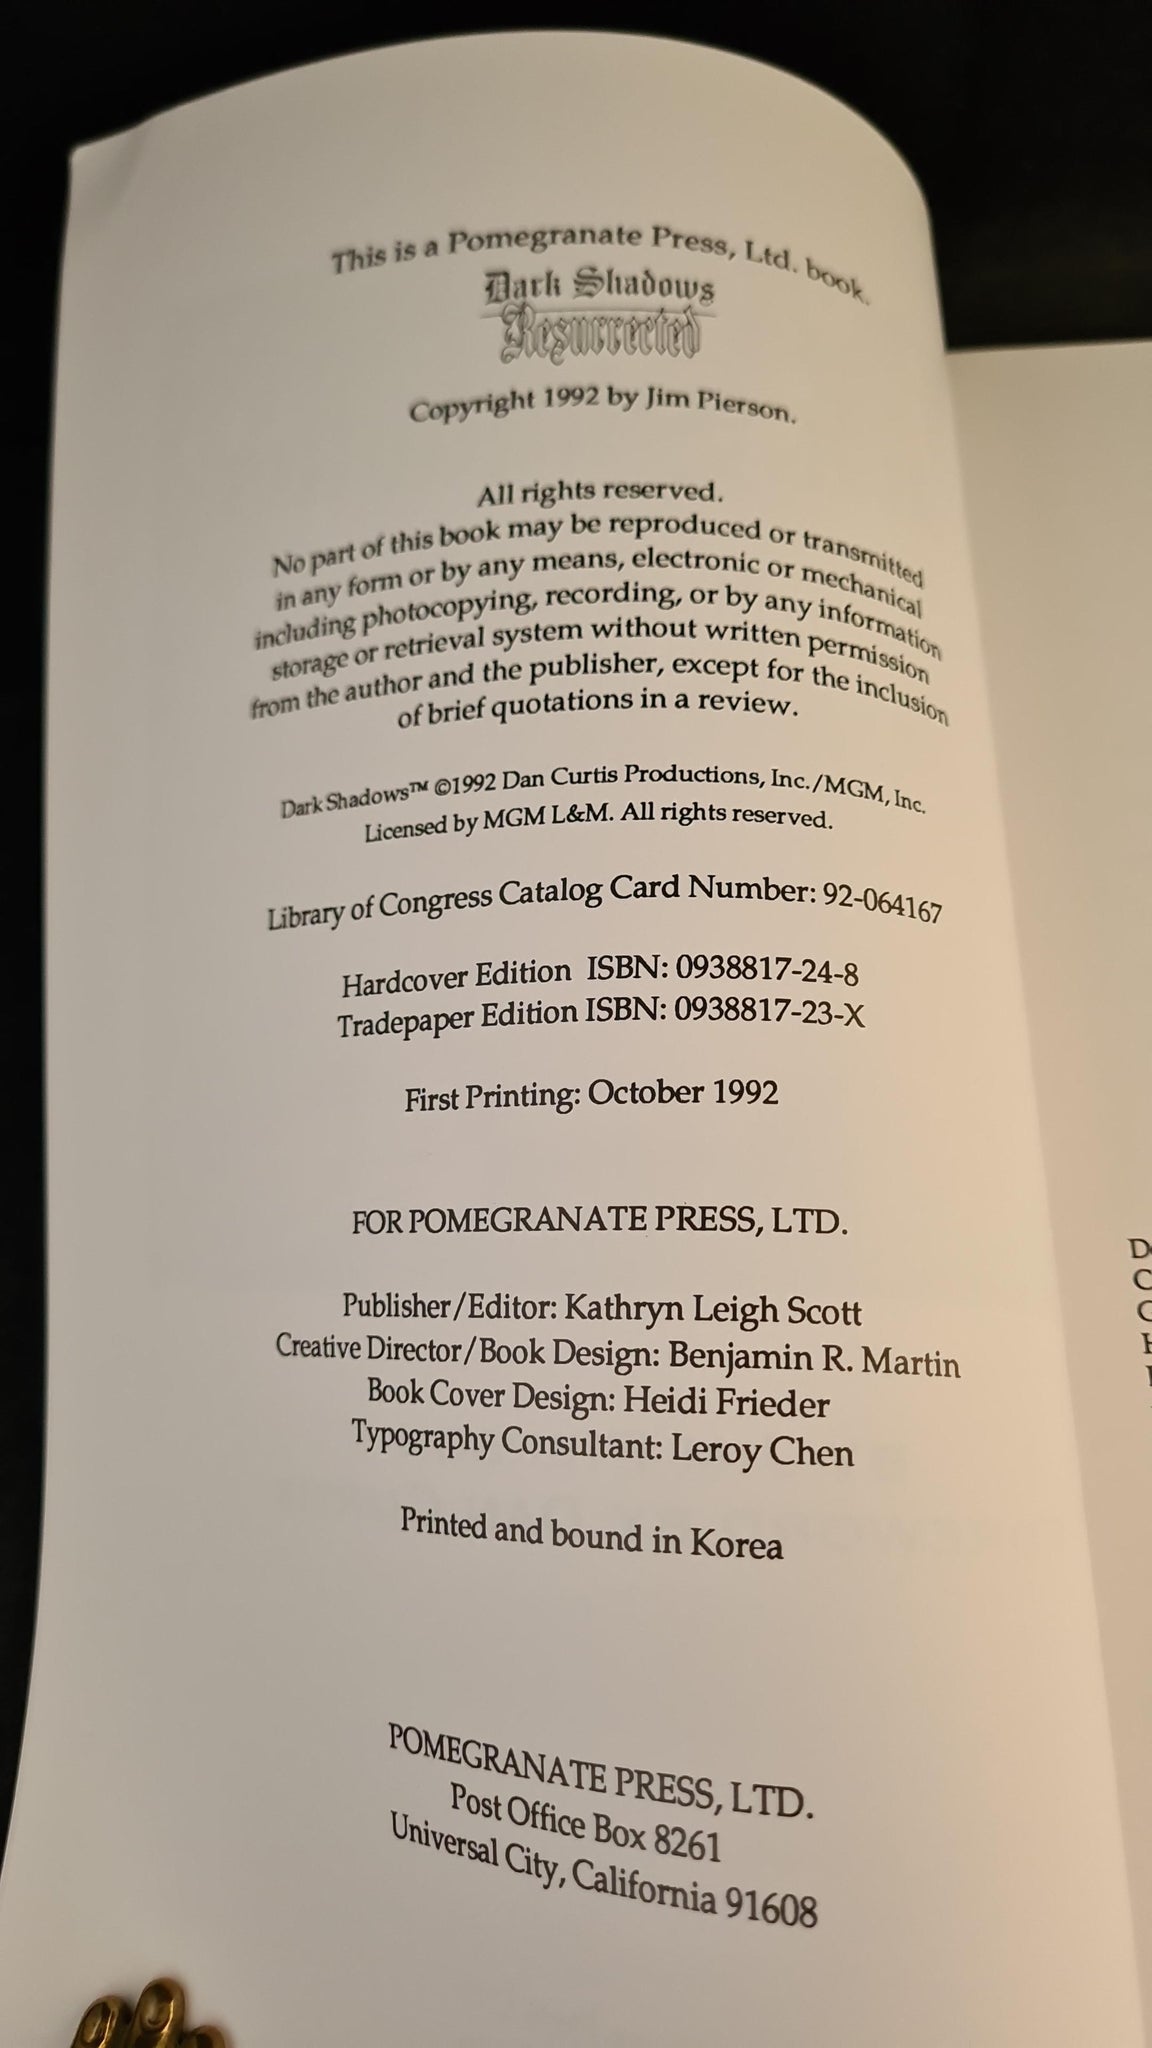 This is a Pomegranate Press, Ltd. book.
Dark Shadows
Resurrected
Copyright 1992 by Jim Pierson.
All rights reserved.
No part of this book may be reproduced or transmitted
in any form or by any means, electronic or mechanical
including photocopying, recording, or by any information
storage or retrieval system without written permission
from the author and the publisher, except for the inclusion
of brief quotations in a review.
Dark Shadows™ ©1992 Dan Curtis Productions, Inc./MGM, Inc.
Licensed by MGM L&M. All rights reserved.
Library of Congress Catalog Card Number: 92-064167
Hardcover Edition ISBN: 0938817-24-8
Tradepaper Edition ISBN: 0938817-23-X
First Printing: October 1992
FOR POMEGRANATE PRESS, LTD.
Publisher/Editor: Kathryn Leigh Scott
Creative Director/Book Design: Benjamin R. Martin
Book Cover Design: Heidi Frieder
Typography Consultant: Leroy Chen
Printed and bound in Korea
POMEGRANATE PRESS, LTD.
Post Office Box 8261
Universal City, California 91608